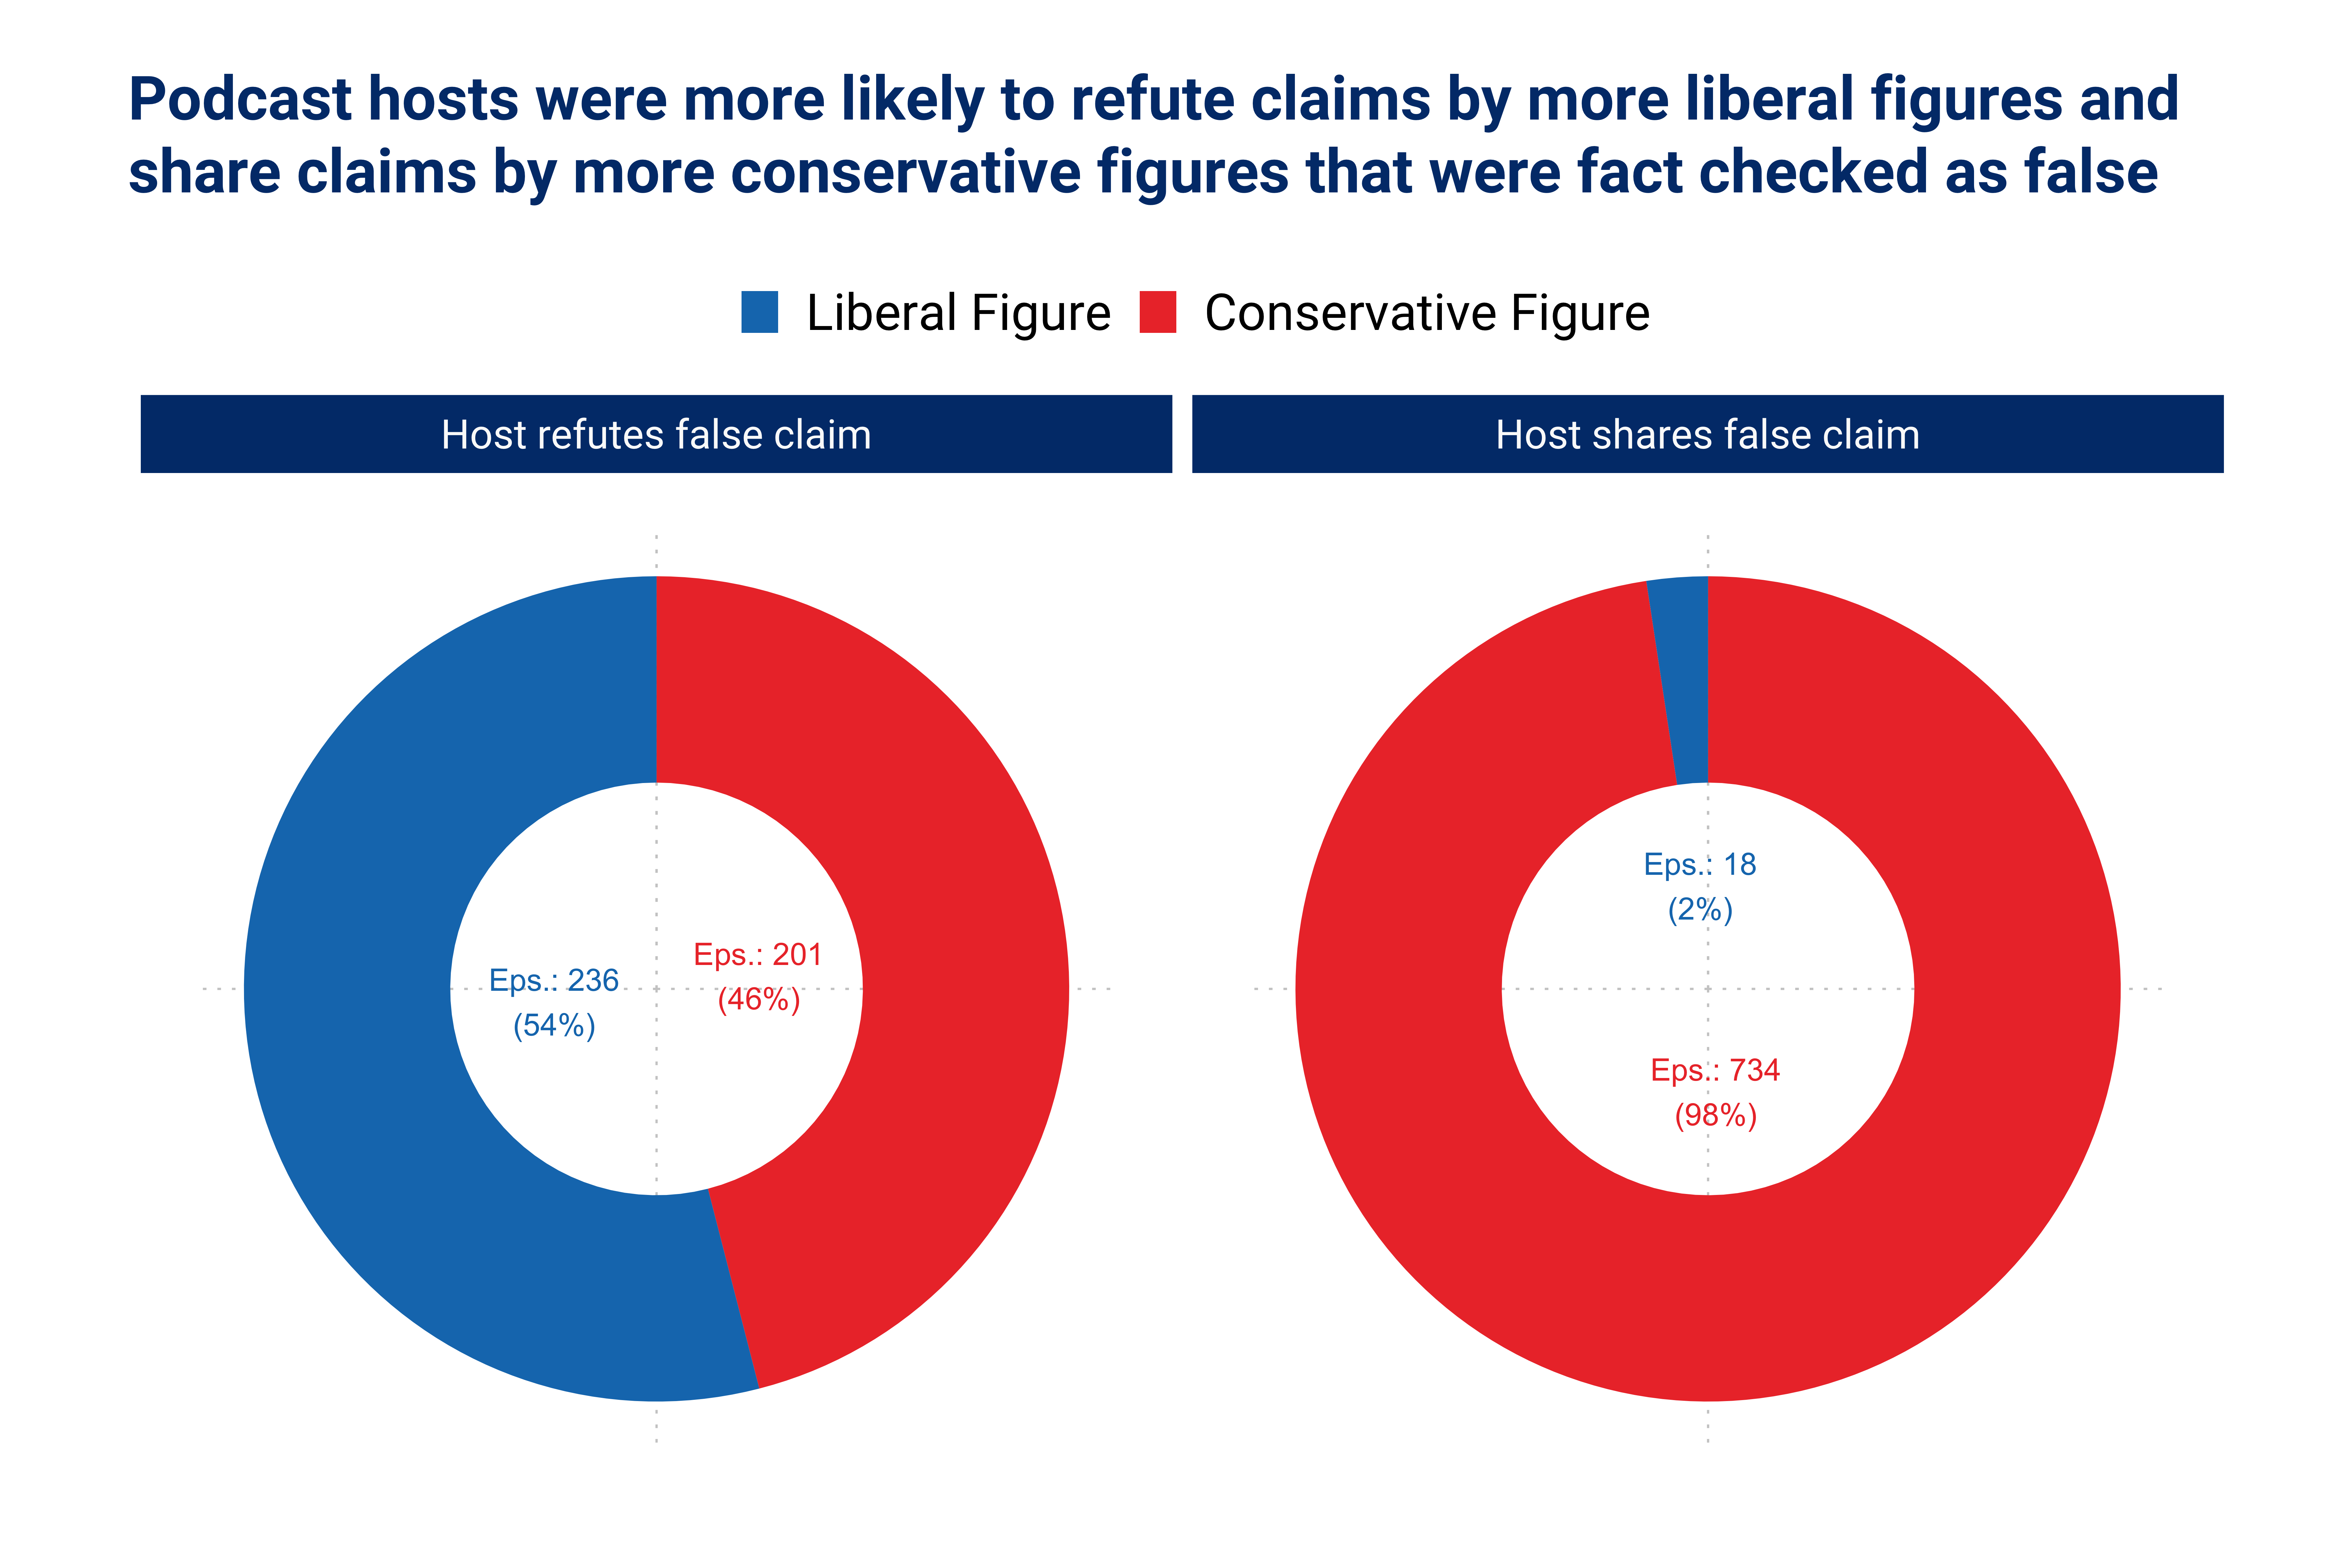 Podcast hosts were more likely to refute claims by more liberal figures and
share claims by more conservative figures that were fact checked as false
Liberal Figure
Conservative Figure
Host refutes false claim
Host shares false claim
Eps.: 236
(54%)
Eps.: 201
(46%)
Eps.: 18
(2%)
Eps.: 734
(98%)